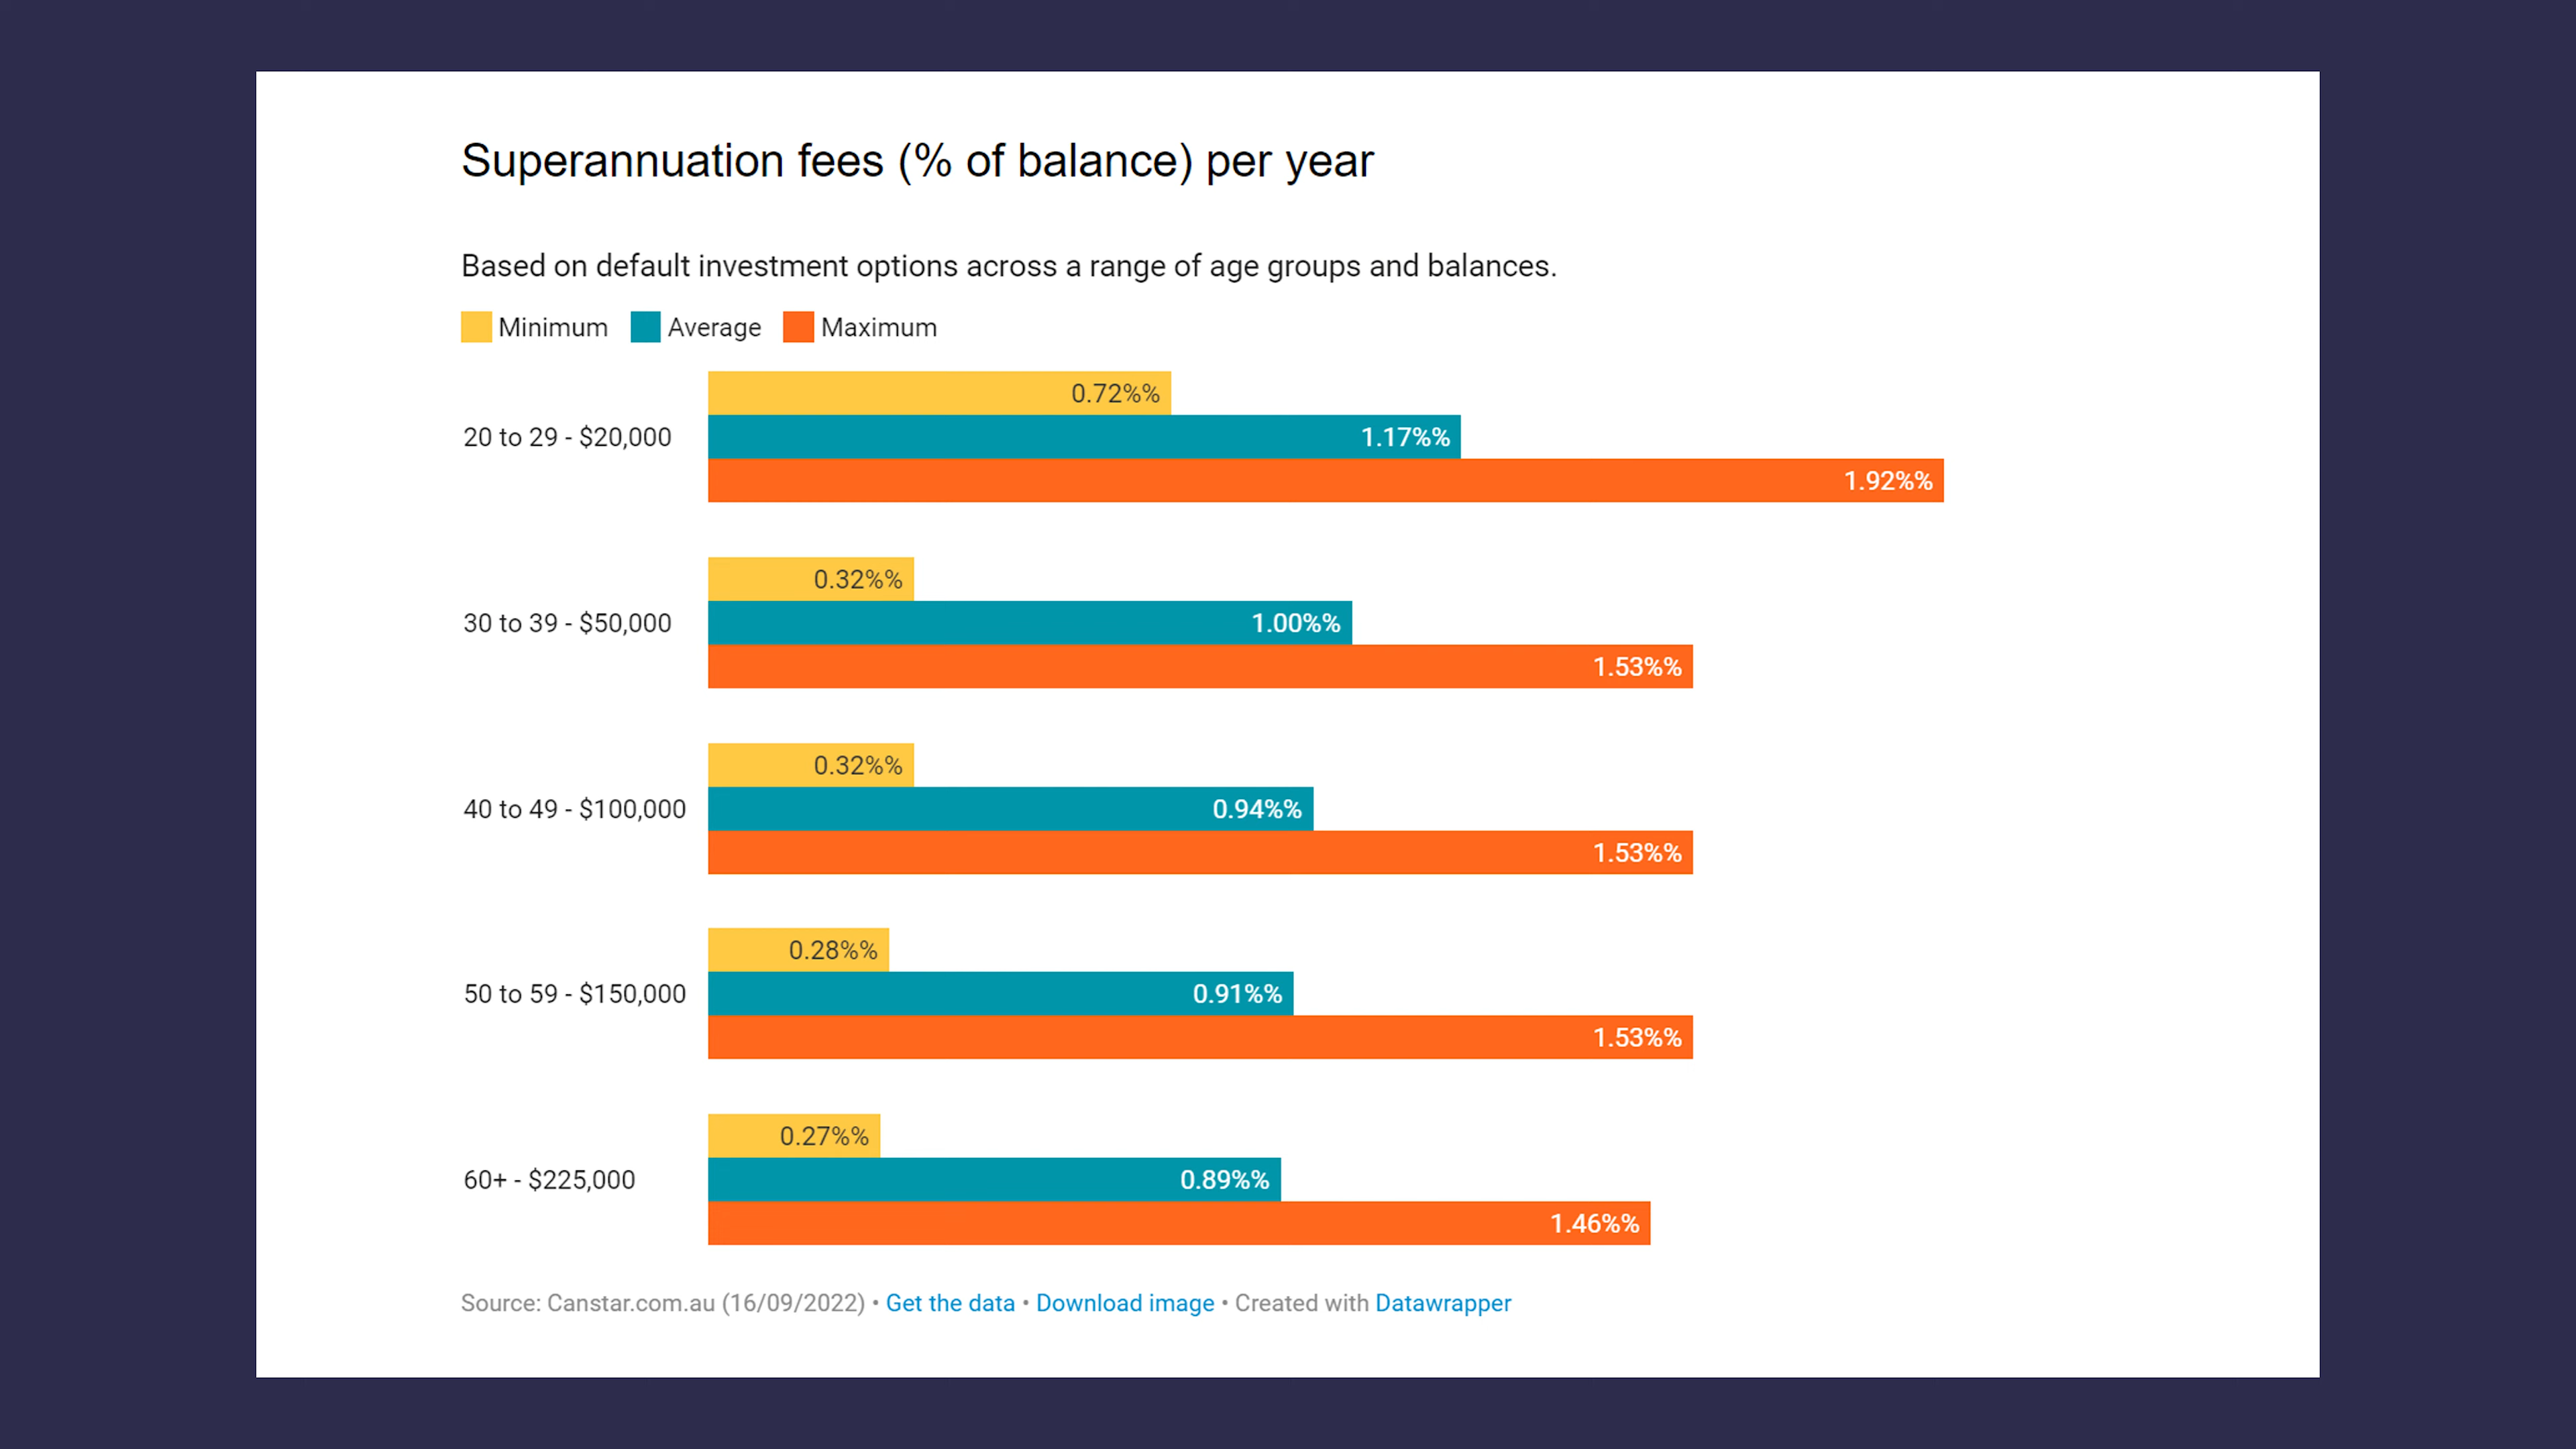 Superannuation fees (% of balance) per year
Based on default investment options across a range of age groups and balances.
Minimum Average Maximum
0.72%%
20 to 29 - $20,000 1.17%%
1.92%%
0.32%%
30 to 39 - $50,000 1.00%%
1.53%%
0.32%%
40 to 49 - $100,000 0.94%%
1.53%%
0.28%%
50 to 59 - $150,000 0.91%%
1.53%%
0.27%%
60+ - $225,000 0.89%%
1.46%%
Source: Canstar.com.au (16/09/2022) • Get the data • Download image • Created with Datawrapper